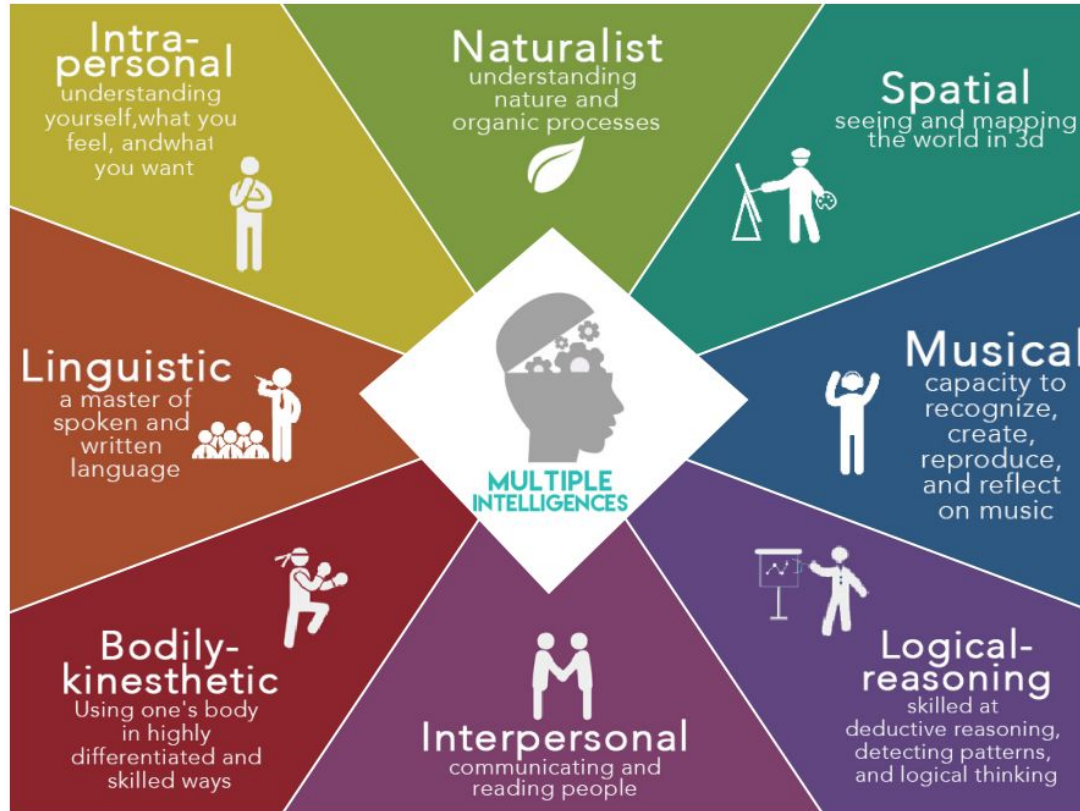 Intra-
personal
understanding
yourself,what you
feel, andwhat
you want
Naturalist
understanding
nature and
organic processes
Spatial
seeing and mapping
the world in 3d
Linguistic
a master of
spoken and
written
language
MULTIPLE
INTELLIGENCES
Musical
capacity to
recognize,
create,
reproduce,
and reflect
on music
Bodily-
kinesthetic
Using one's body
in highly
differentiated and
skilled ways
Interpersonal
communicating and
reading people
Logical-
reasoning
skilled at
deductive reasoning,
detecting patterns,
and logical thinking